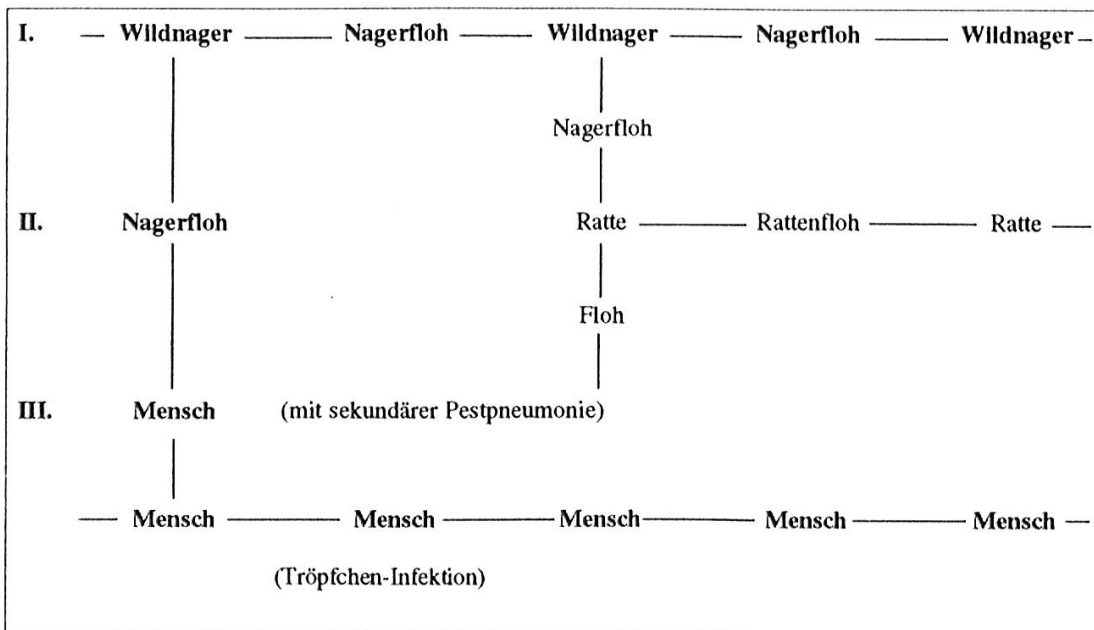 I. — Wildnager — Nagerfloh — Wildnager — Nagerfloh — Wildnager —
Nagerfloh
II. Nagerfloh Ratte — Rattenfloh — Ratte —
Floh
III. Mensch (mit sekundärer Pestpneumonie)
— Mensch — Mensch — Mensch — Mensch — Mensch —
(Tröpfchen-Infektion)